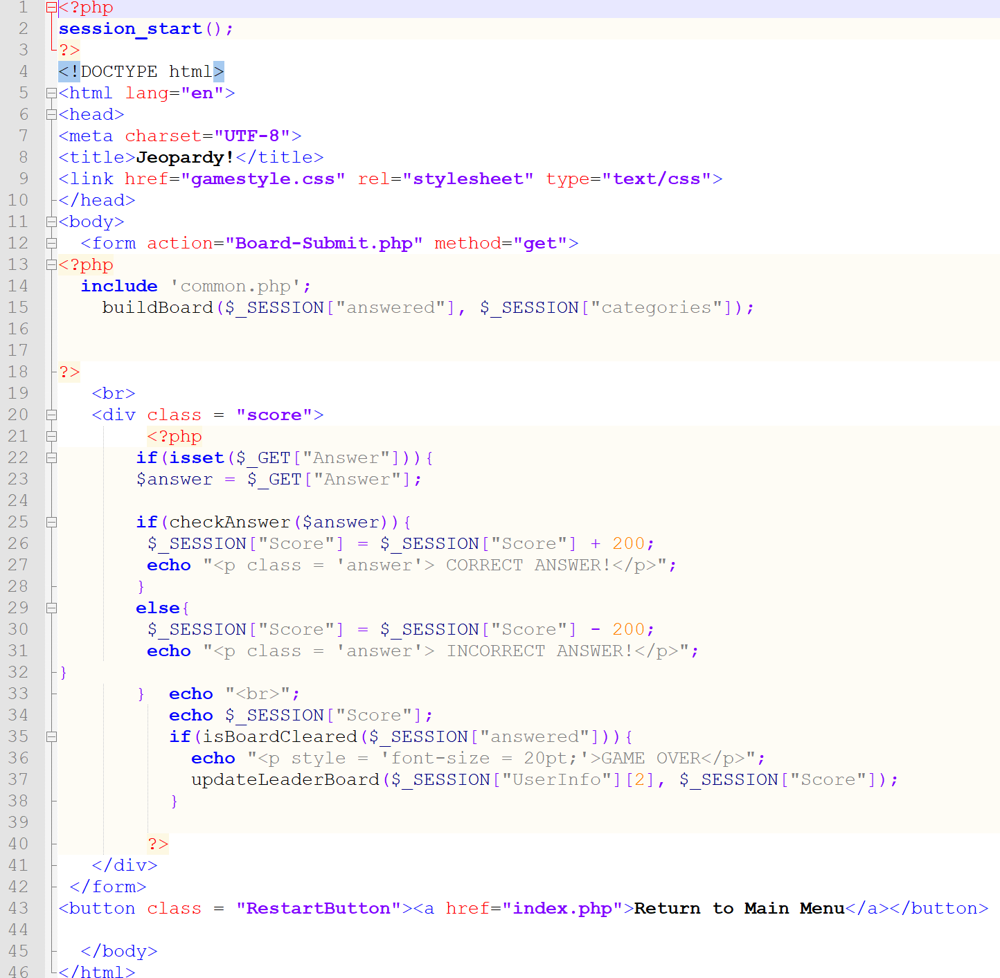 1 <?php
2 session_start();
3 ?>
4 <!DOCTYPE html>
5 <html lang="en">
6 <head>
7 <meta charset="UTF-8">
8 <title>Jeopardy!</title>
9 <link href="gamestyle.css" rel="stylesheet" type="text/css">
10 </head>
11 <body>
12   <form action="Board-Submit.php" method="get">
13 <?php
14   include 'common.php';
15     buildBoard($_SESSION["answered"], $_SESSION["categories"]);
16
17
18 ?>
19    <br>
20    <div class = "score">
21         <?php
22        if(isset($_GET["Answer"])){
23        $answer = $_GET["Answer"];
24
25        if(checkAnswer($answer)){
26         $_SESSION["Score"] = $_SESSION["Score"] + 200;
27         echo "<p class = 'answer'> CORRECT ANSWER!</p>";
28        }
29        else{
30         $_SESSION["Score"] = $_SESSION["Score"] - 200;
31         echo "<p class = 'answer'> INCORRECT ANSWER!</p>";
32 }
33        }  echo "<br>";
34           echo $_SESSION["Score"];
35           if(isBoardCleared($_SESSION["answered"])){
36             echo "<p style = 'font-size = 20pt;'>GAME OVER</p>";
37             updateLeaderBoard($_SESSION["UserInfo"][2], $_SESSION["Score"]);
38           }
39
40         ?>
41    </div>
42  </form>
43 <button class = "RestartButton"><a href="index.php">Return to Main Menu</a></button>
44
45   </body>
46 </html>